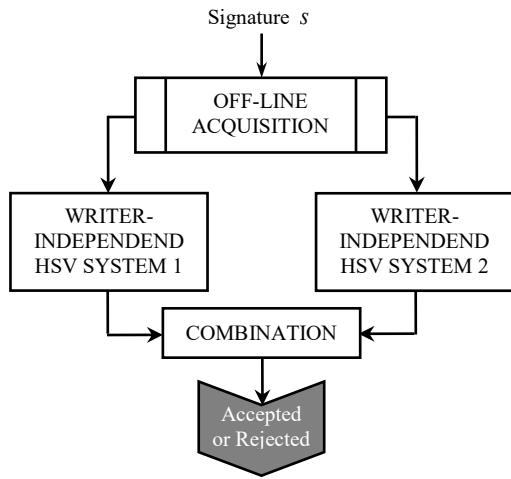 Signature s
OFF-LINE
ACQUISITION
WRITER-
INDEPENDEND
HSV SYSTEM 1
WRITER-
INDEPENDEND
HSV SYSTEM 2
COMBINATION
Accepted
or Rejected